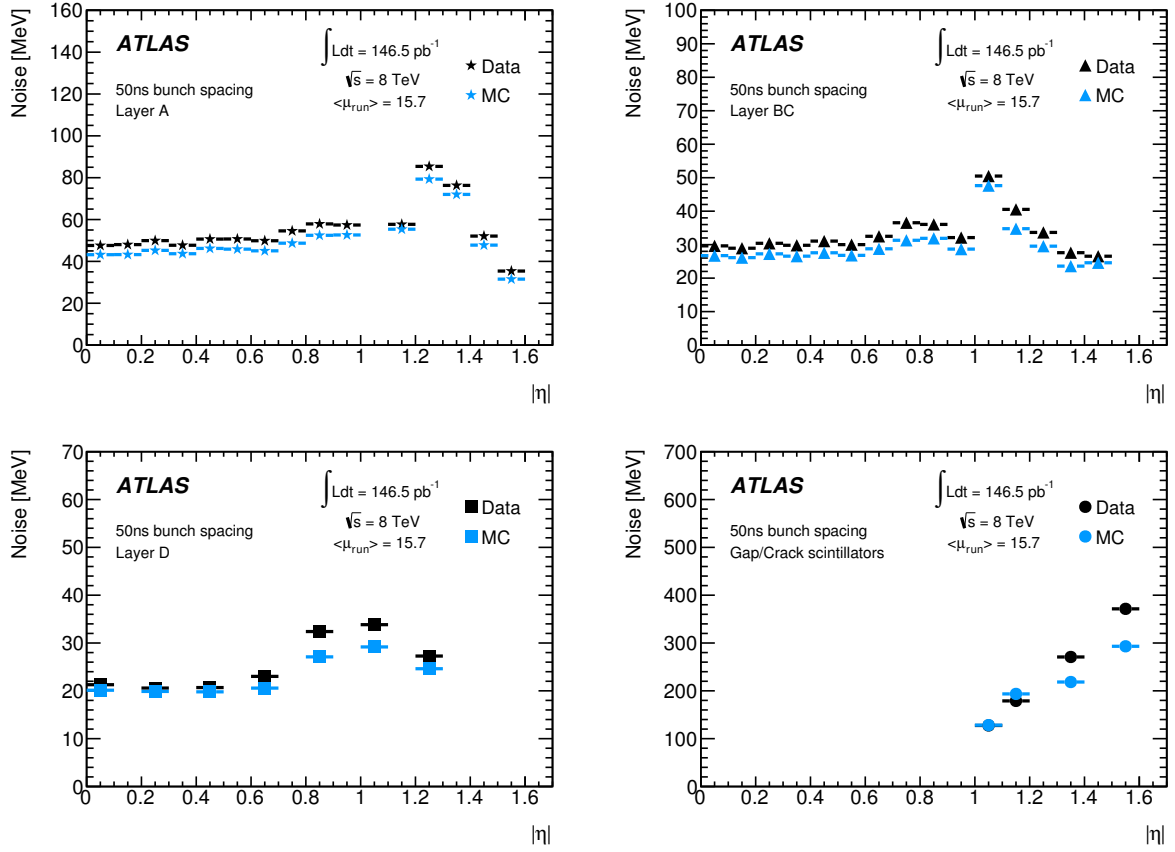 Noise [MeV]
160
140
120
100
80
60
40
20
0
ATLAS
∫ Ldt = 146.5 pb⁻¹
√s = 8 TeV
<μrun> = 15.7
50ns bunch spacing
Layer A
Data
MC
0 0.2 0.4 0.6 0.8 1 1.2 1.4 1.6
|η|
Noise [MeV]
100
90
80
70
60
50
40
30
20
10
0
ATLAS
∫ Ldt = 146.5 pb⁻¹
√s = 8 TeV
<μrun> = 15.7
50ns bunch spacing
Layer BC
Data
MC
0 0.2 0.4 0.6 0.8 1 1.2 1.4 1.6
|η|
Noise [MeV]
70
60
50
40
30
20
10
0
ATLAS
∫ Ldt = 146.5 pb⁻¹
√s = 8 TeV
<μrun> = 15.7
50ns bunch spacing
Layer D
Data
MC
0 0.2 0.4 0.6 0.8 1 1.2 1.4 1.6
|η|
Noise [MeV]
700
600
500
400
300
200
100
0
ATLAS
∫ Ldt = 146.5 pb⁻¹
√s = 8 TeV
<μrun> = 15.7
50ns bunch spacing
Gap/Crack scintillators
Data
MC
0 0.2 0.4 0.6 0.8 1 1.2 1.4 1.6
|η|